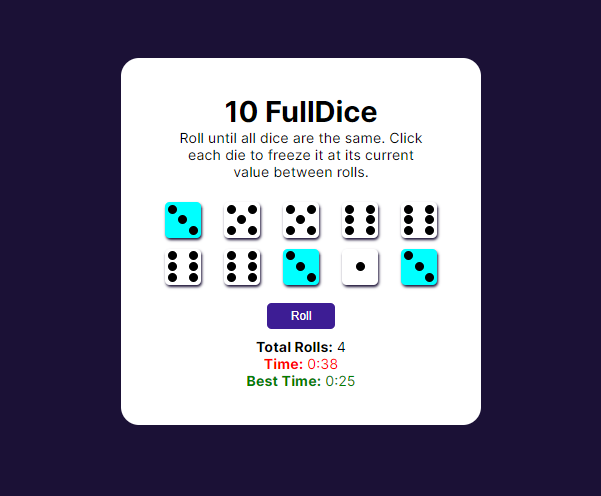 10 FullDice
Roll until all dice are the same. Click
each die to freeze it at its current
value between rolls.
Roll
Total Rolls: 4
Time: 0:38
Best Time: 0:25